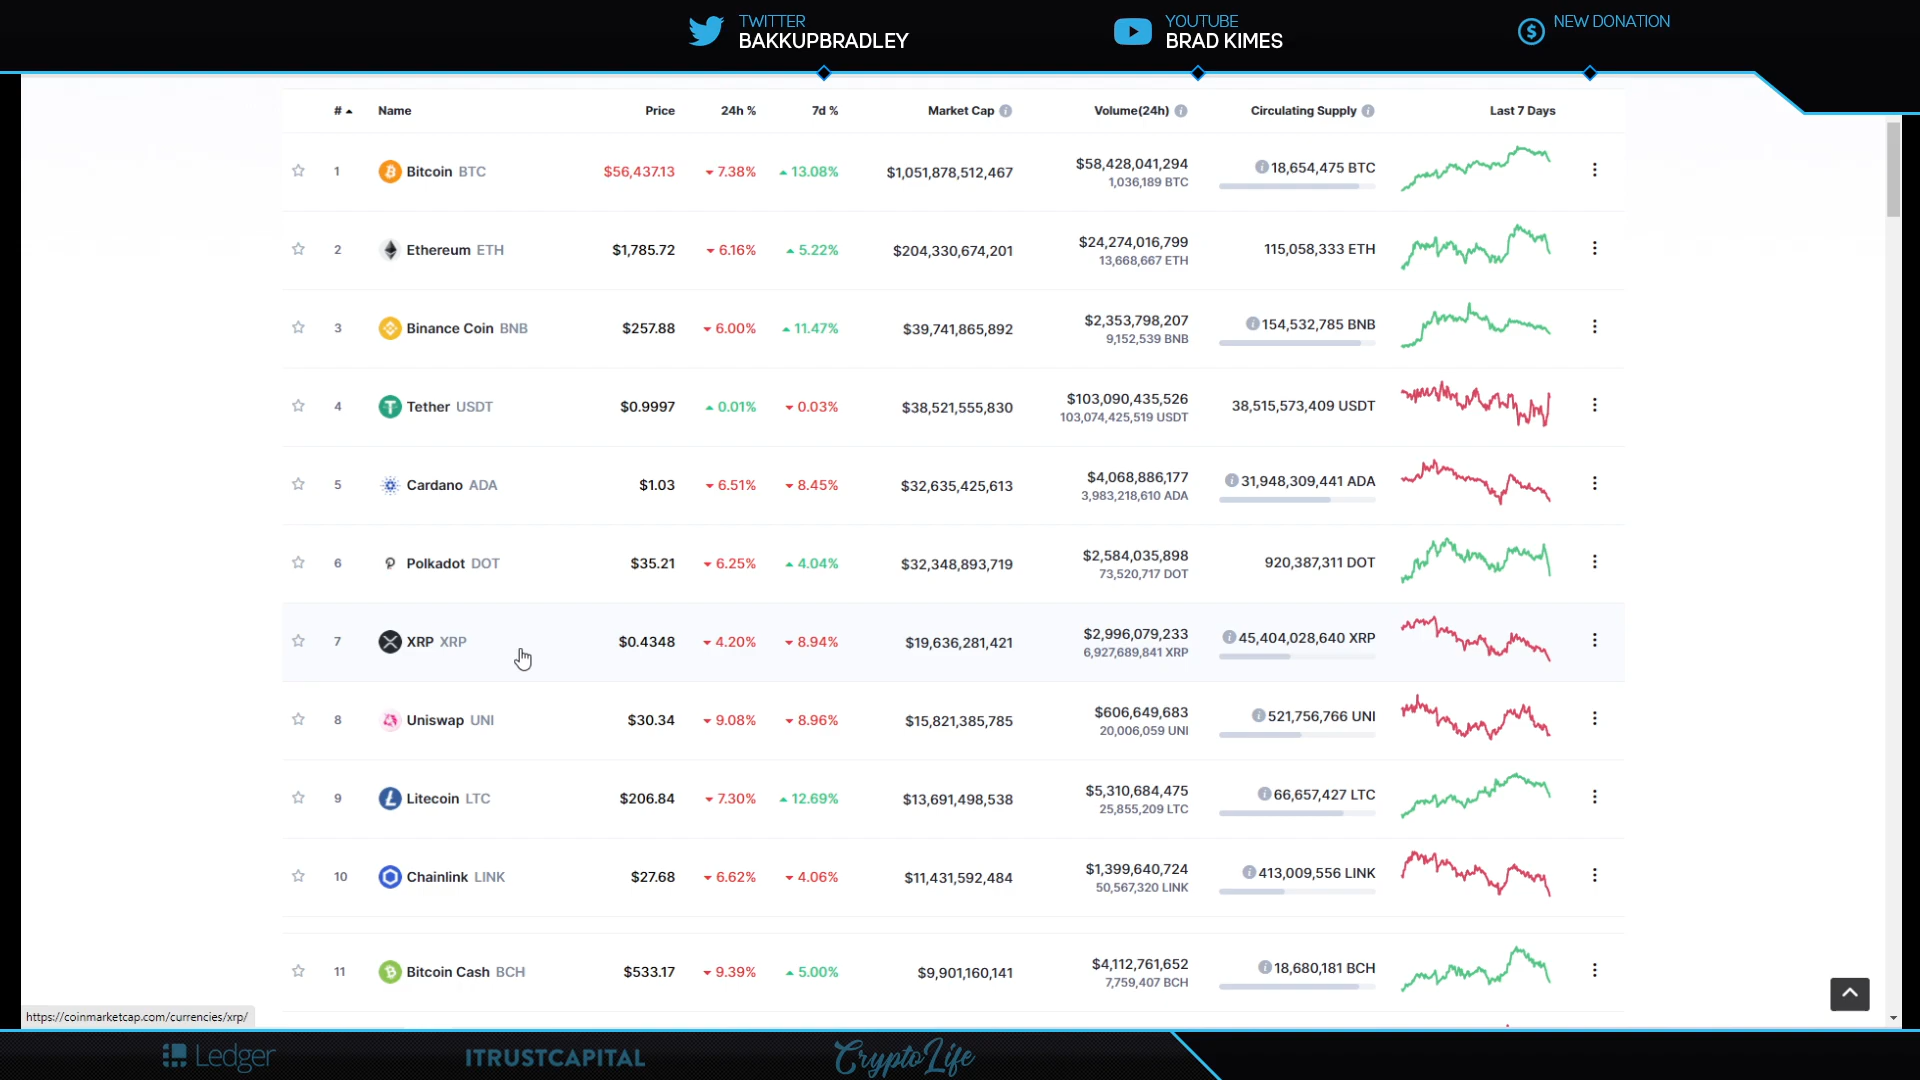 TWITTER
BAKKUPBRADLEY
YOUTUBE
BRAD KIMES
NEW DONATION
# Name Price 24h % 7d % Market Cap Volume(24h) Circulating Supply Last 7 Days
1 Bitcoin BTC $56,437.13 7.38% 13.08% $1,051,878,512,467 $58,428,041,294 18,654,475 BTC
1,036,189 BTC
2 Ethereum ETH $1,785.72 6.16% 5.22% $204,330,674,201 $24,274,016,799 115,058,333 ETH
13,668,667 ETH
3 Binance Coin BNB $257.88 6.00% 11.47% $39,741,865,892 $2,353,798,207 154,532,785 BNB
9,152,539 BNB
4 Tether USDT $0.9997 0.01% 0.03% $38,521,555,830 $103,090,435,526 38,515,573,409 USDT
103,074,425,519 USDT
5 Cardano ADA $1.03 6.51% 8.45% $32,635,425,613 $4,068,886,177 31,948,309,441 ADA
3,983,218,610 ADA
6 Polkadot DOT $35.21 6.25% 4.04% $32,348,893,719 $2,584,035,898 920,387,311 DOT
73,520,717 DOT
7 XRP XRP $0.4348 4.20% 8.94% $19,636,281,421 $2,996,079,233 45,404,028,640 XRP
6,927,689,841 XRP
8 Uniswap UNI $30.34 9.08% 8.96% $15,821,385,785 $606,649,683 521,756,766 UNI
20,006,059 UNI
9 Litecoin LTC $206.84 7.30% 12.69% $13,691,498,538 $5,310,684,475 66,657,427 LTC
25,855,209 LTC
10 Chainlink LINK $27.68 6.62% 4.06% $11,431,592,484 $1,399,640,724 413,009,556 LINK
50,567,320 LINK
11 Bitcoin Cash BCH $533.17 9.39% 5.00% $9,901,160,141 $4,112,761,652 18,680,181 BCH
7,759,407 BCH
https://coinmarketcap.com/currencies/xrp/
Ledger
ITRUSTCAPITAL
CryptoLife